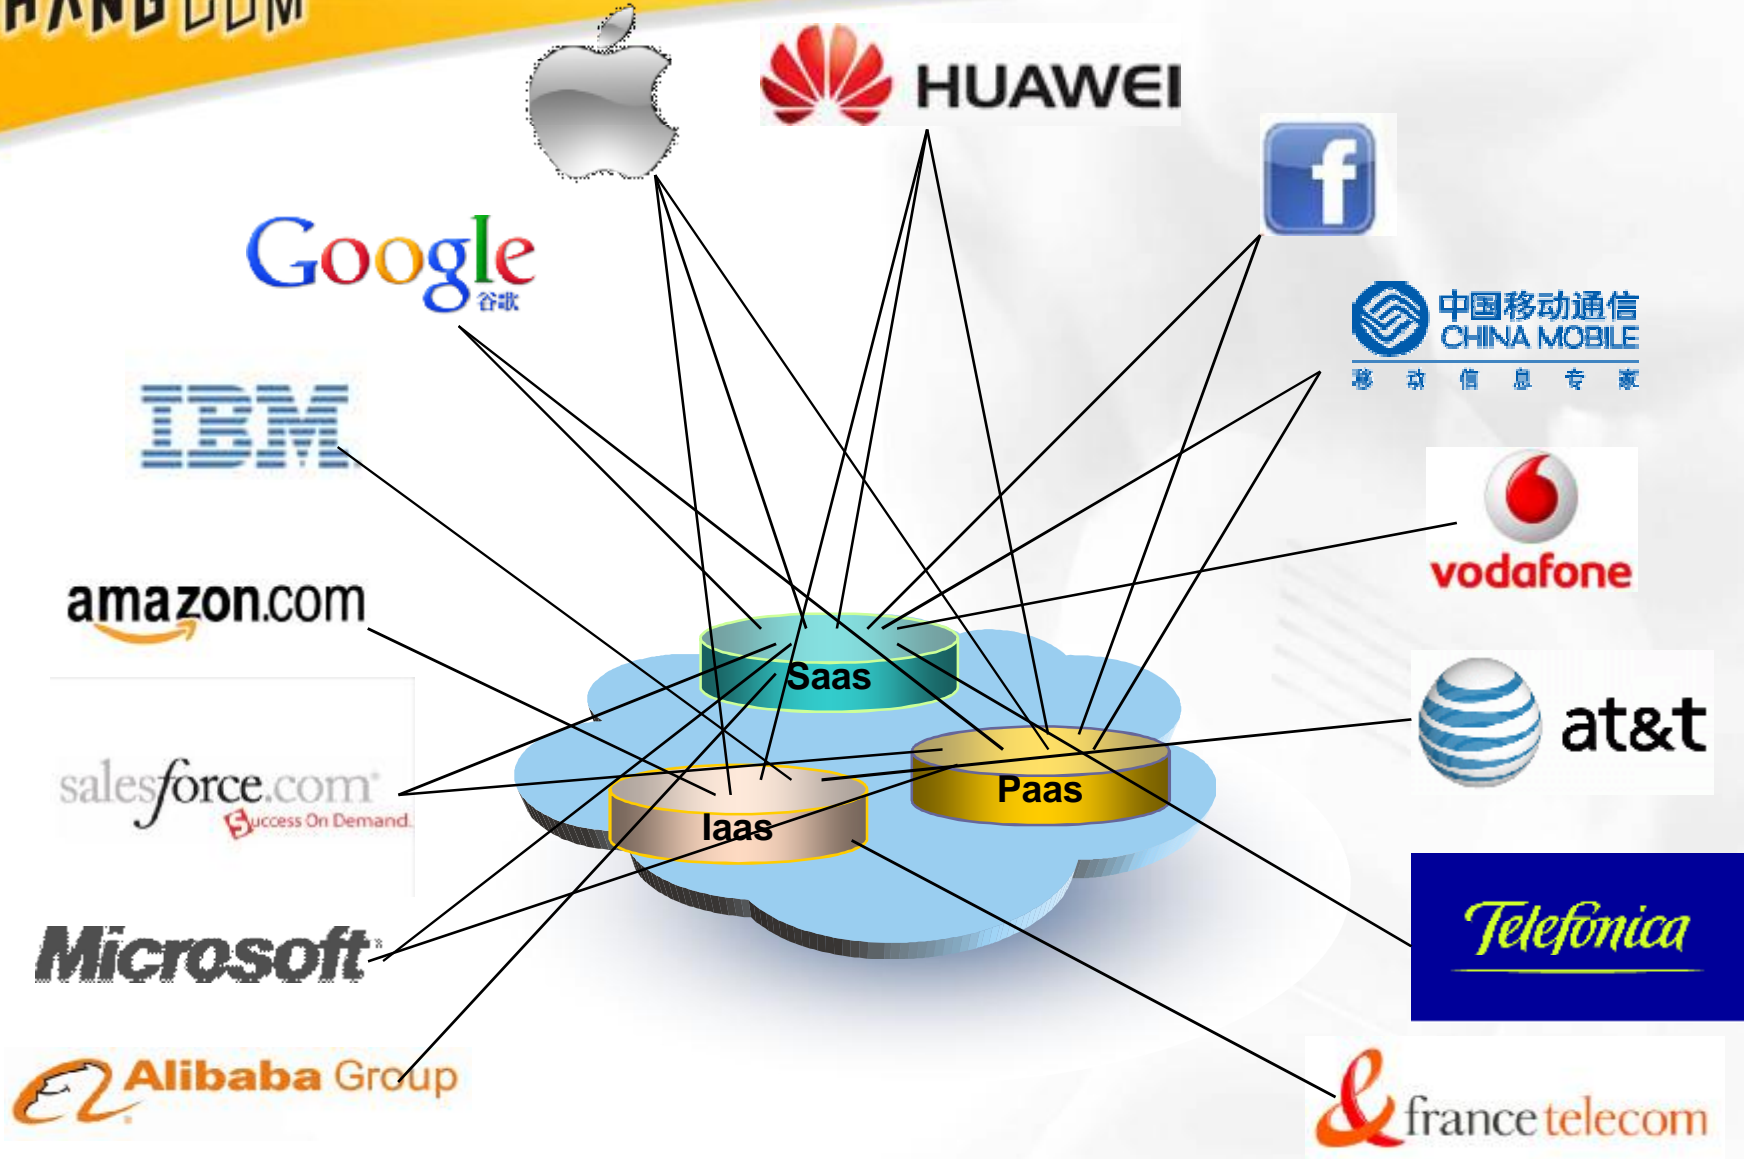 HUAWEI
f
Google
谷歌
中国移动通信
CHINA MOBILE
移动信息专家
IBM
vodafone
amazon.com
Saas
at&t
salesforce.com
Success On Demand.
Paas
Iaas
Telefónica
Microsoft
Alibaba Group
france telecom